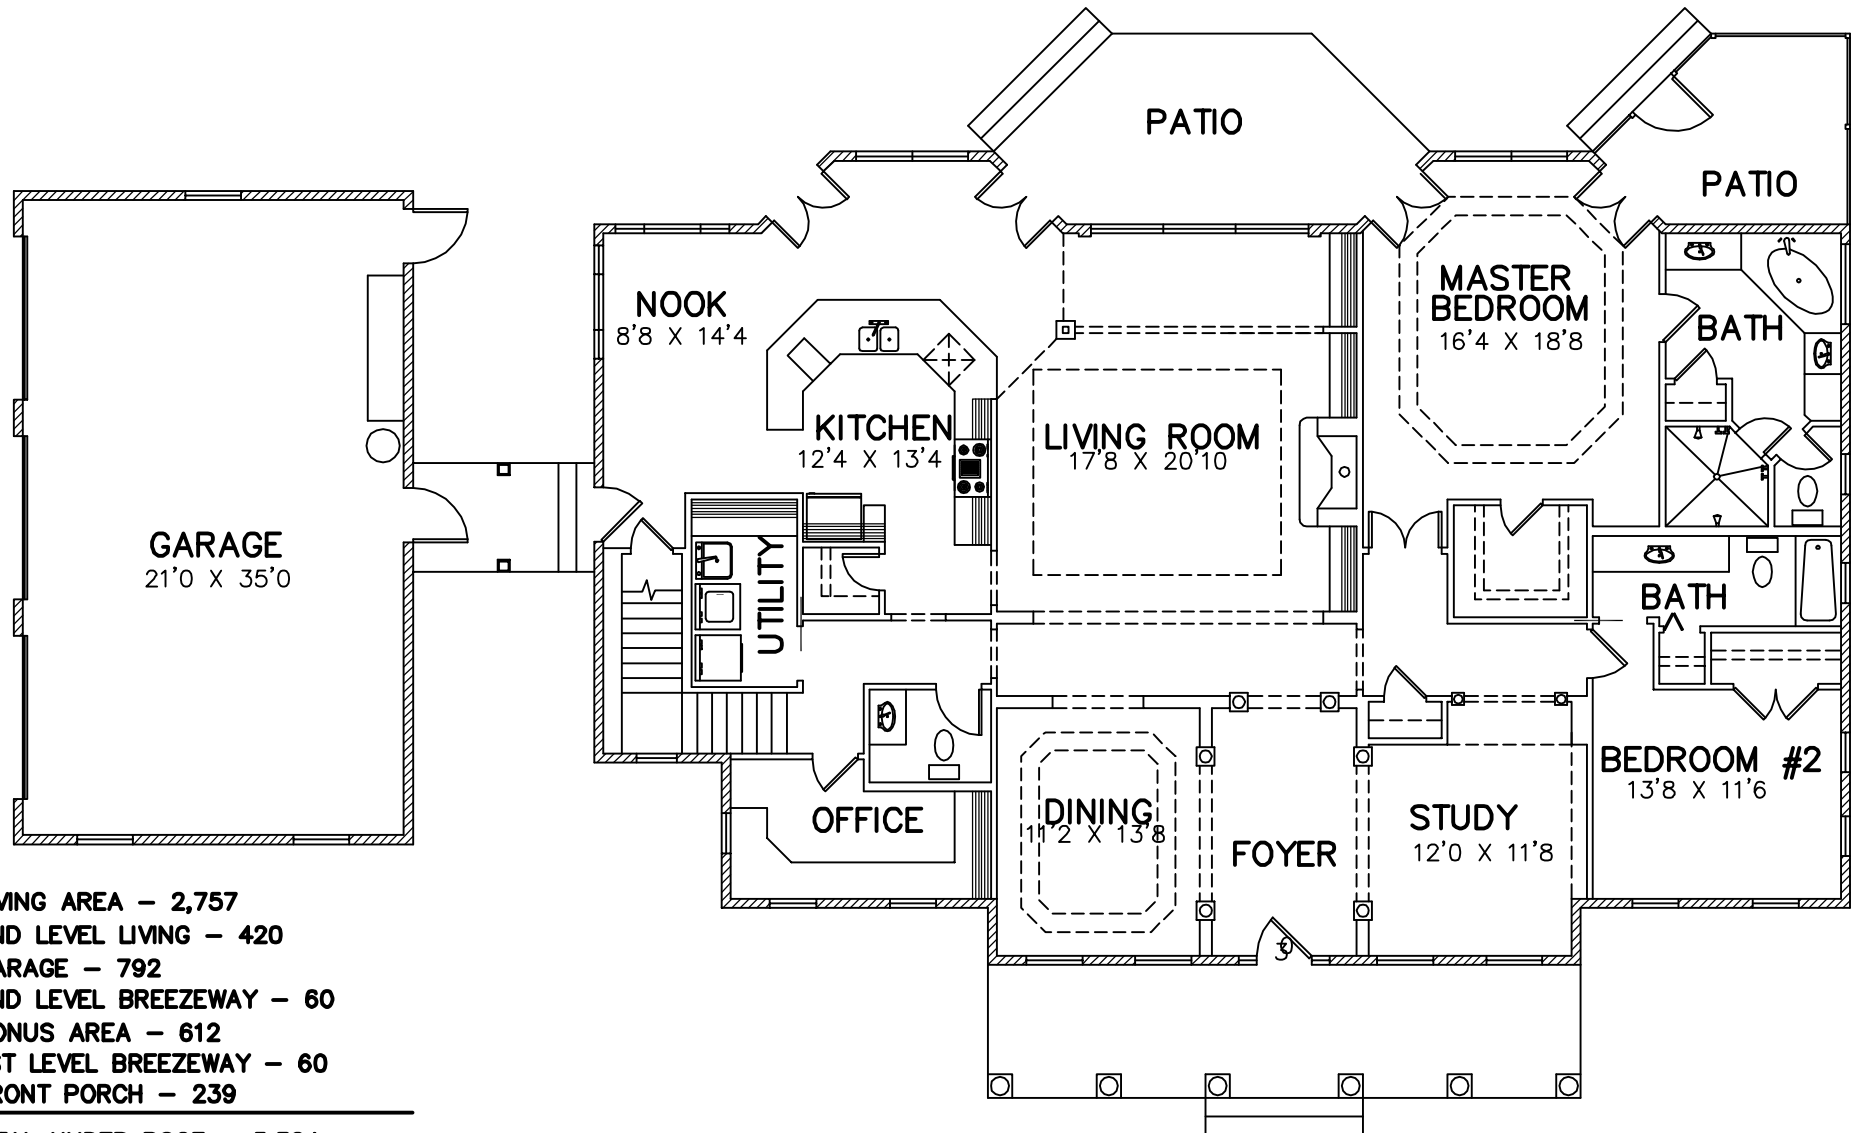 PATIO
PATIO
NOOK
8'8 X 14'4
MASTER
BEDROOM
16'4 X 18'8
BATH
KITCHEN
12'4 X 13'4
LIVING ROOM
17'8 X 20'10
GARAGE
21'0 X 35'0
UTILITY
BATH
BEDROOM #2
13'8 X 11'6
OFFICE
DINING
11'2 X 13'8
FOYER
STUDY
12'0 X 11'8
VING AREA – 2,757
ND LEVEL LIVING – 420
ARAGE – 792
ND LEVEL BREEZEWAY – 60
ONUS AREA – 612
ST LEVEL BREEZEWAY – 60
RONT PORCH – 239